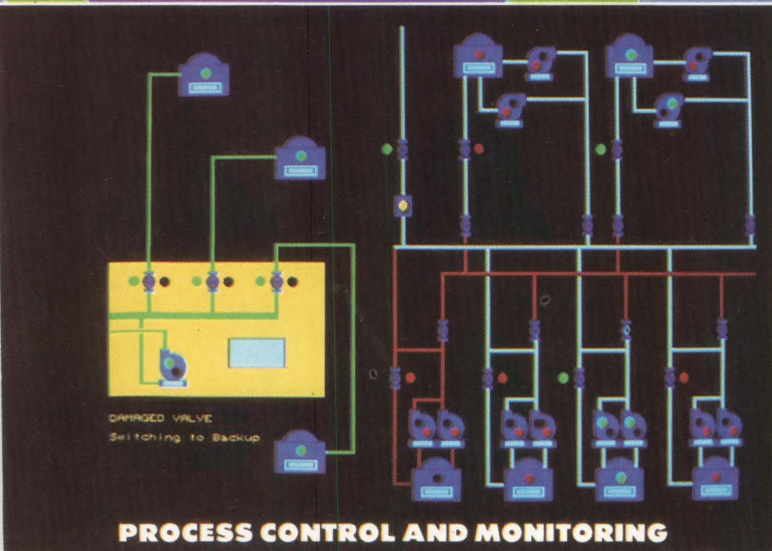 DAMAGED VALVE
Switching to Backup
PROCESS CONTROL AND MONITORING